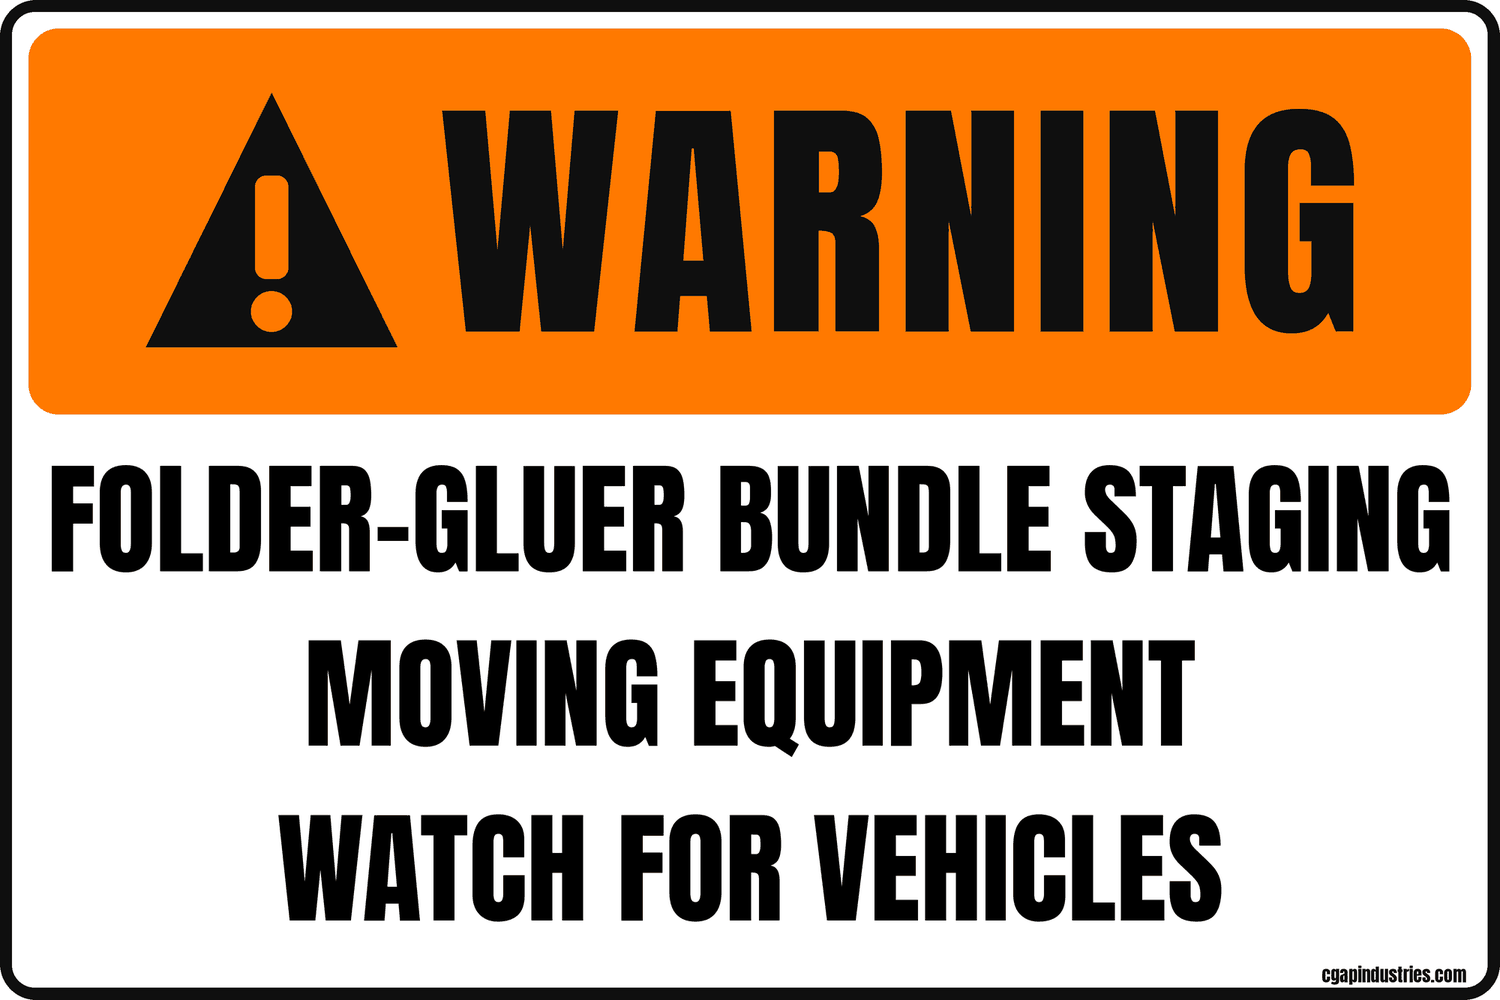 WARNING
FOLDER-GLUER BUNDLE STAGING
MOVING EQUIPMENT
WATCH FOR VEHICLES
cgapindustries.com